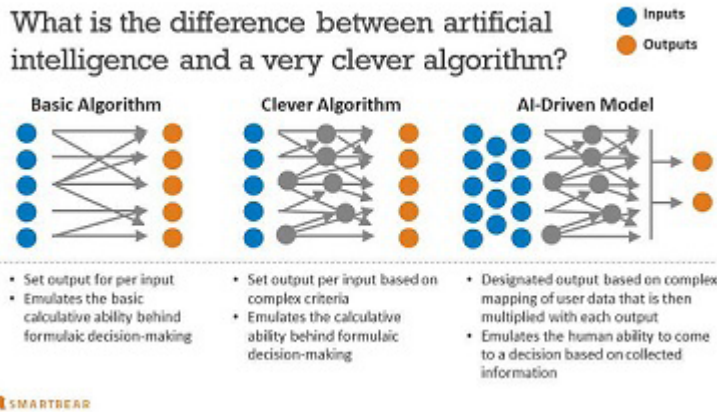 What is the difference between artificial
intelligence and a very clever algorithm?
Inputs
Outputs
Basic Algorithm
• Set output for per input
• Emulates the basic
calculative ability behind
formulaic decision-making
Clever Algorithm
• Set output per input based on
complex criteria
• Emulates the calculative
ability behind formulaic
decision-making
AI-Driven Model
• Designated output based on complex
mapping of user data that is then
multiplied with each output
• Emulates the human ability to come
to a decision based on collected
information
SMARTBEAR